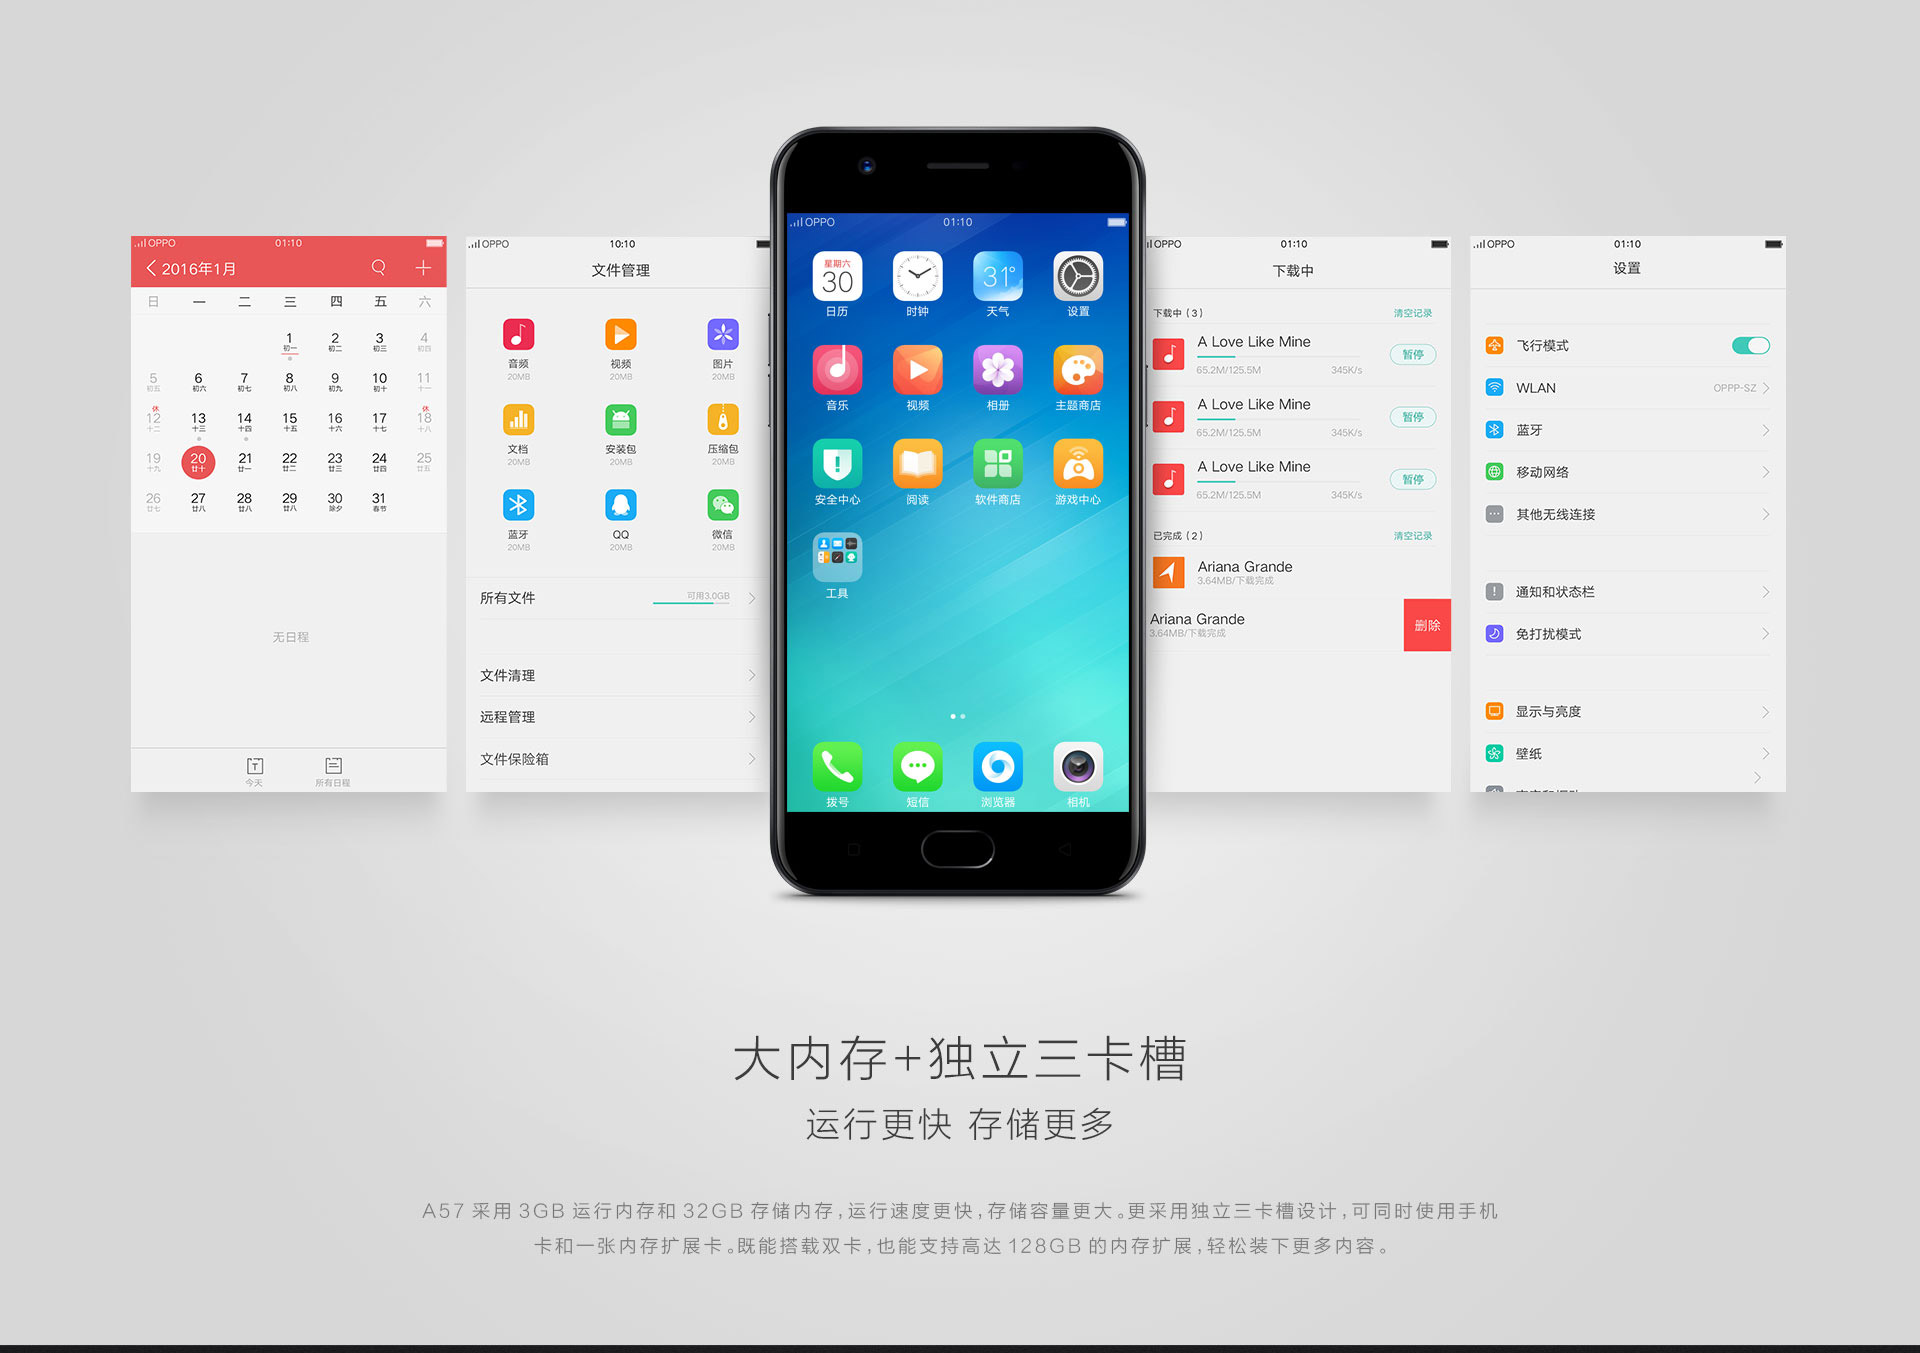 OPPO 01:10
2016年1月
日 一 二 三 四 五 六
1 2 3 4
初一 初二 初三 初四
5 6 7 8 9 10 11
初五 初六 初七 初八 初九 初十 十一
休 休
12 13 14 15 16 17 18
十二 十三 十四 十五 十六 十七 十八
19 20 21 22 23 24 25
十九 廿十 廿一 廿二 廿三 廿四 廿五
26 27 28 29 30 31
廿七 廿八 廿八 廿八 除夕 春节
无日程
今天 所有日程
OPPO 10:10
文件管理
音频 视频 图片
20MB 20MB 20MB
文档 安装包 压缩包
20MB 20MB 20MB
蓝牙 QQ 微信
20MB 20MB 20MB
所有文件 可用3.0GB
文件清理
远程管理
文件保险箱
OPPO 01:10
星期六
30 31°
日历 时钟 天气 设置
音乐 视频 相册 主题商店
安全中心 阅读 软件商店 游戏中心
工具
拨号 短信 浏览器 相机
OPPO 01:10
下载中
下载中 ( 3 ) 清空记录
A Love Like Mine
65.2M/125.5M 345K/s 暂停
A Love Like Mine
65.2M/125.5M 345K/s 暂停
A Love Like Mine
65.2M/125.5M 345K/s 暂停
已完成 ( 2 ) 清空记录
Ariana Grande
3.64MB/下载完成
Ariana Grande
3.64MB/下载完成 删除
OPPO 01:10
设置
飞行模式
WLAN OPPP-SZ
蓝牙
移动网络
其他无线连接
通知和状态栏
免打扰模式
显示与亮度
壁纸
大内存+独立三卡槽
运行更快 存储更多
A57 采用 3GB 运行内存和 32GB 存储内存,运行速度更快,存储容量更大。更采用独立三卡槽设计,可同时使用手机
卡和一张内存扩展卡。既能搭载双卡,也能支持高达 128GB 的内存扩展,轻松装下更多内容。